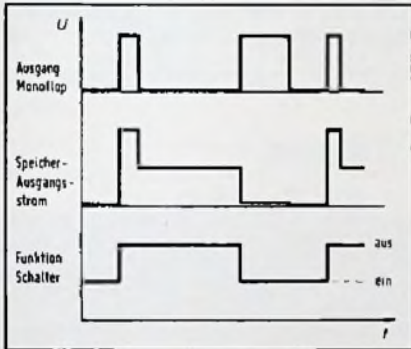 U
Ausgang
Monoflop
Speicher-
Ausgangs-
strom
Funktion
Schalter
aus
ein
t